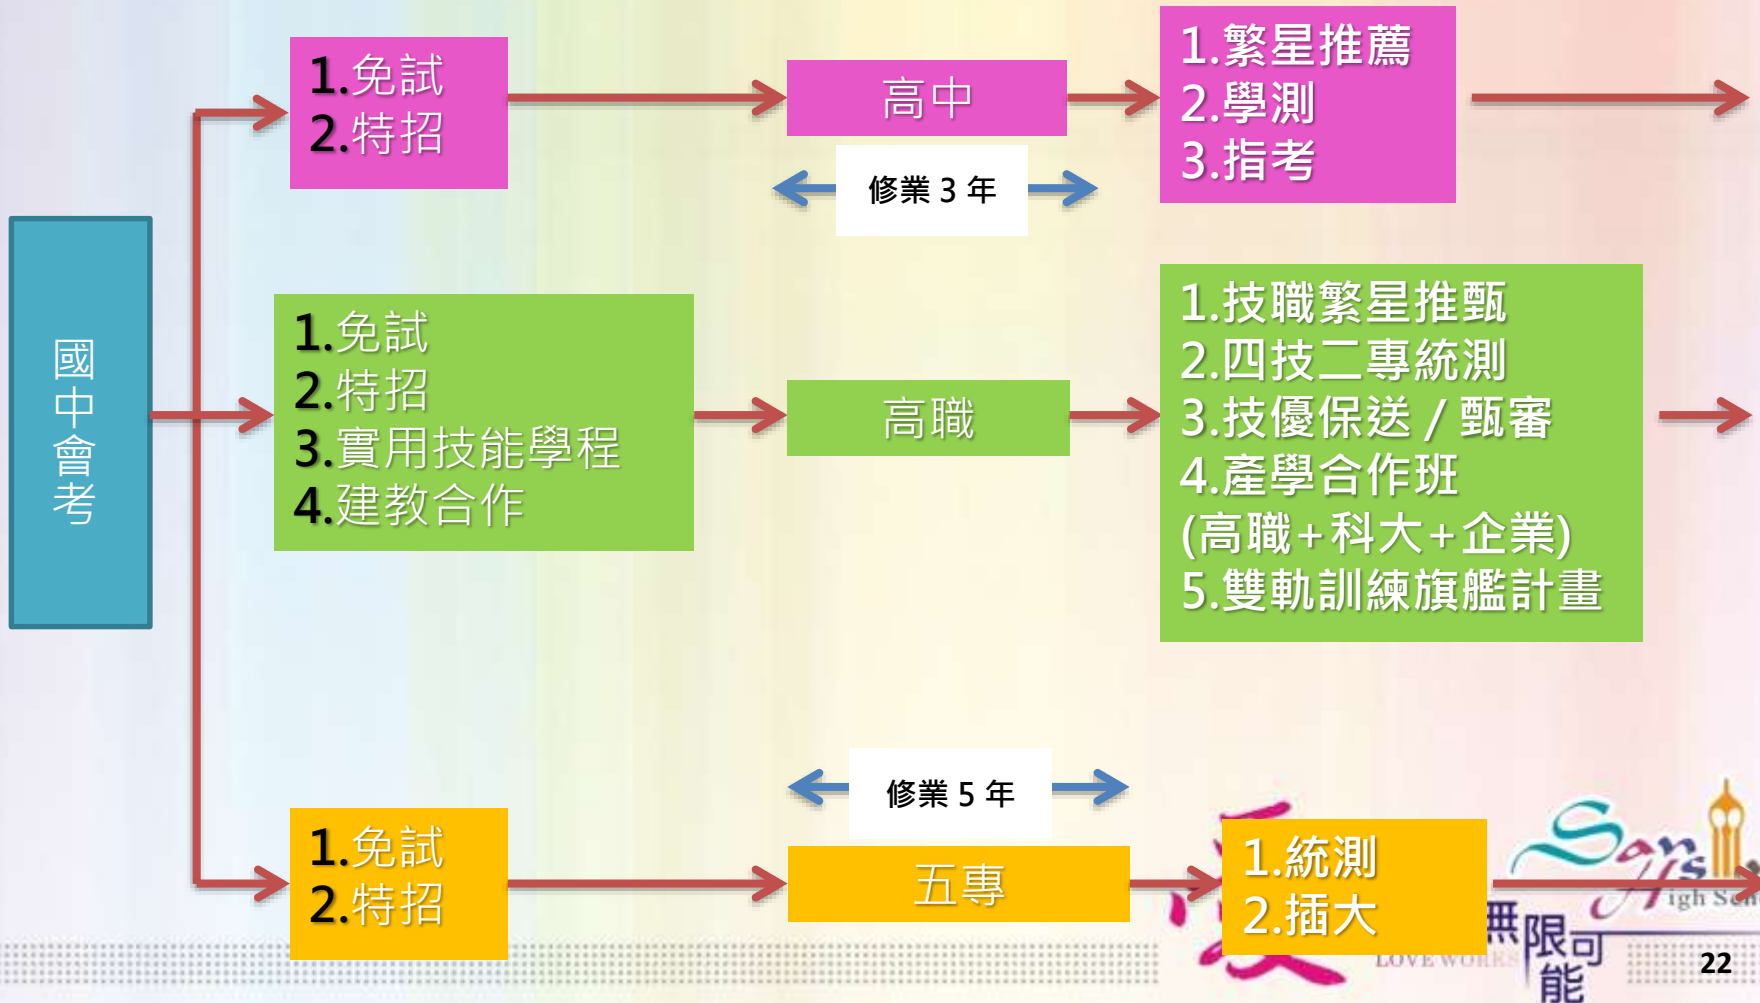 國中會考
1.免試
2.特招
高中
修業 3 年
1.繁星推薦
2.學測
3.指考
1.免試
2.特招
3.實用技能學程
4.建教合作
高職
1.技職繁星推甄
2.四技二專統測
3.技優保送 / 甄審
4.產學合作班
(高職+科大+企業)
5.雙軌訓練旗艦計畫
1.免試
2.特招
修業 5 年
五專
1.統測
2.插大
San
igh
無限可能
LOVE WORKS
22